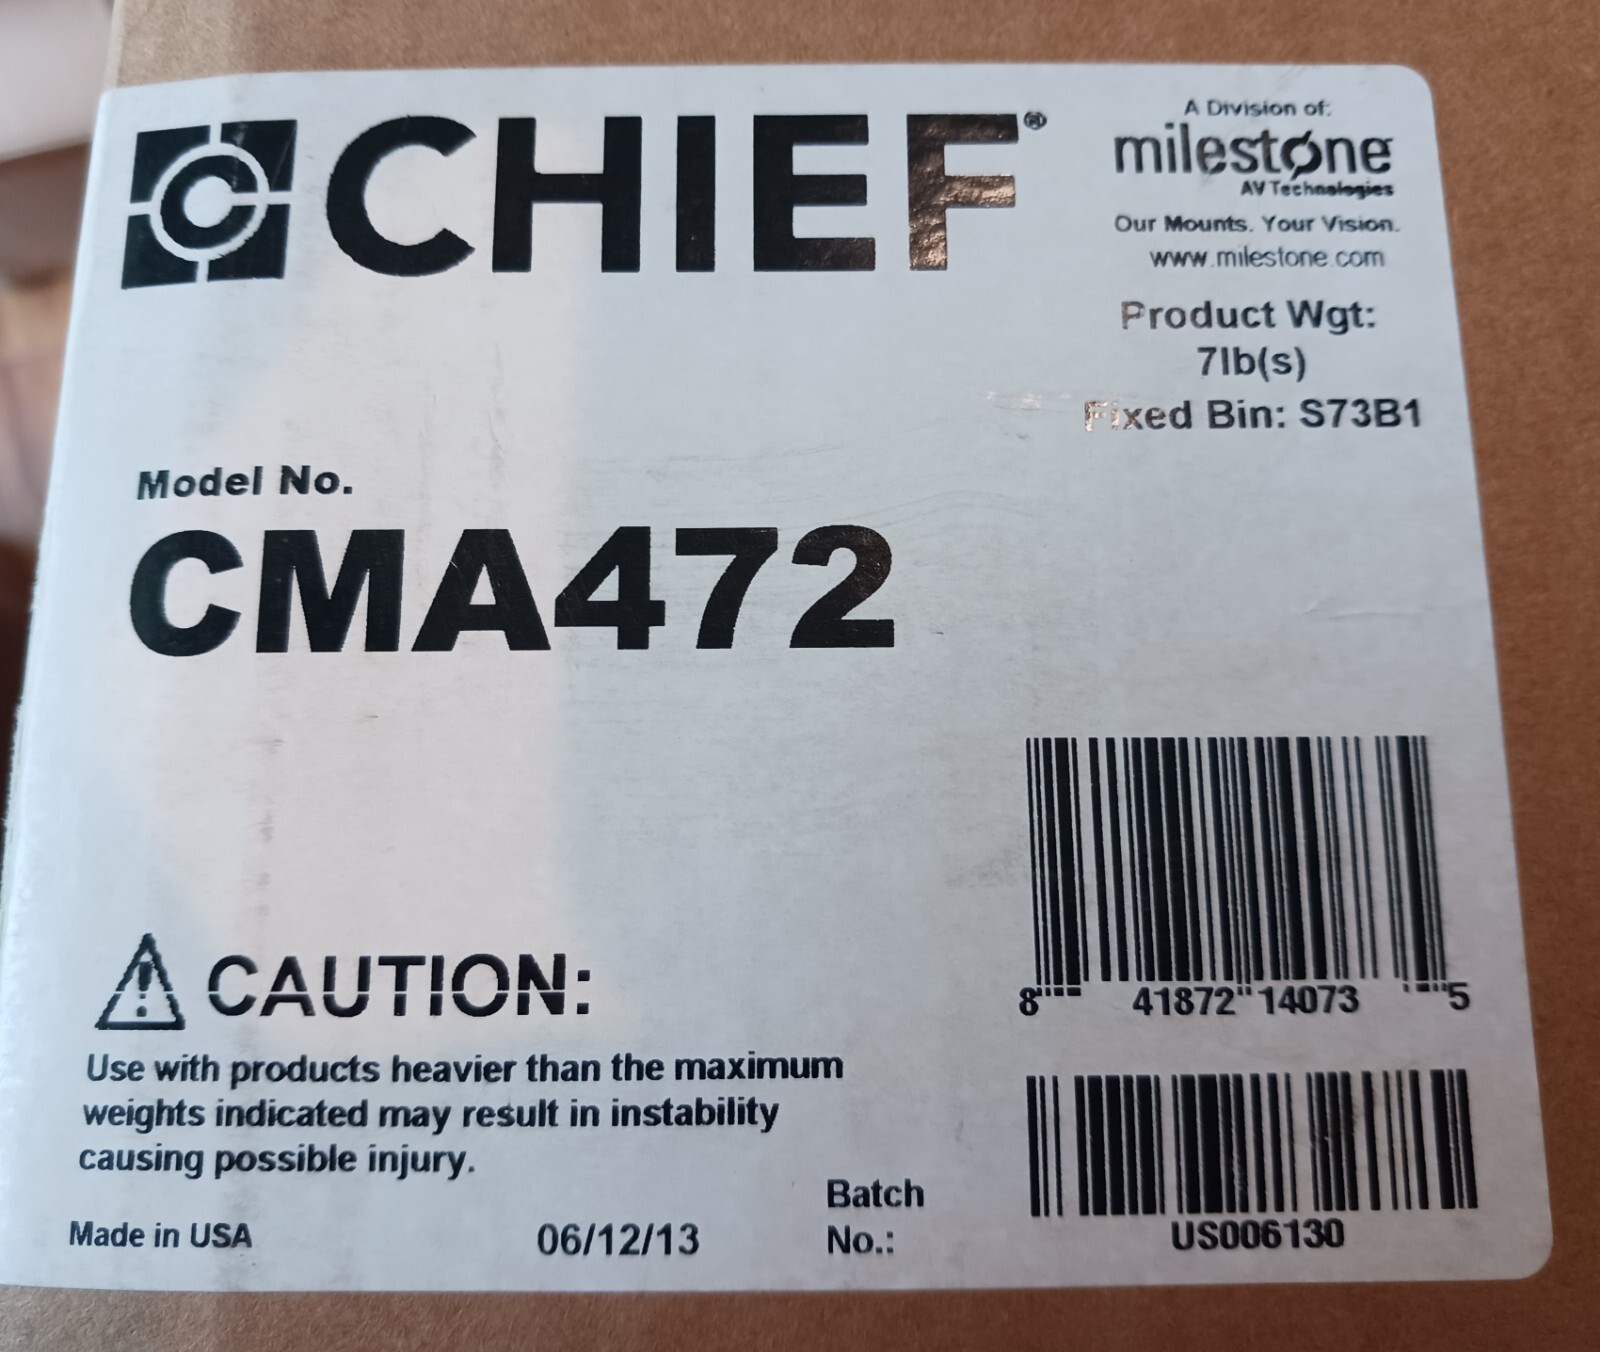 CHIEF®
A Division of:
milestone
AV Technologies
Our Mounts. Your Vision.
www.milestone.com
Product Wgt:
7lb(s)
Fixed Bin: S73B1
Model No.
CMA472
8 41872 14073 5
CAUTION:
Use with products heavier than the maximum
weights indicated may result in instability
causing possible injury.
Made in USA
06/12/13
Batch
No.:
US006130